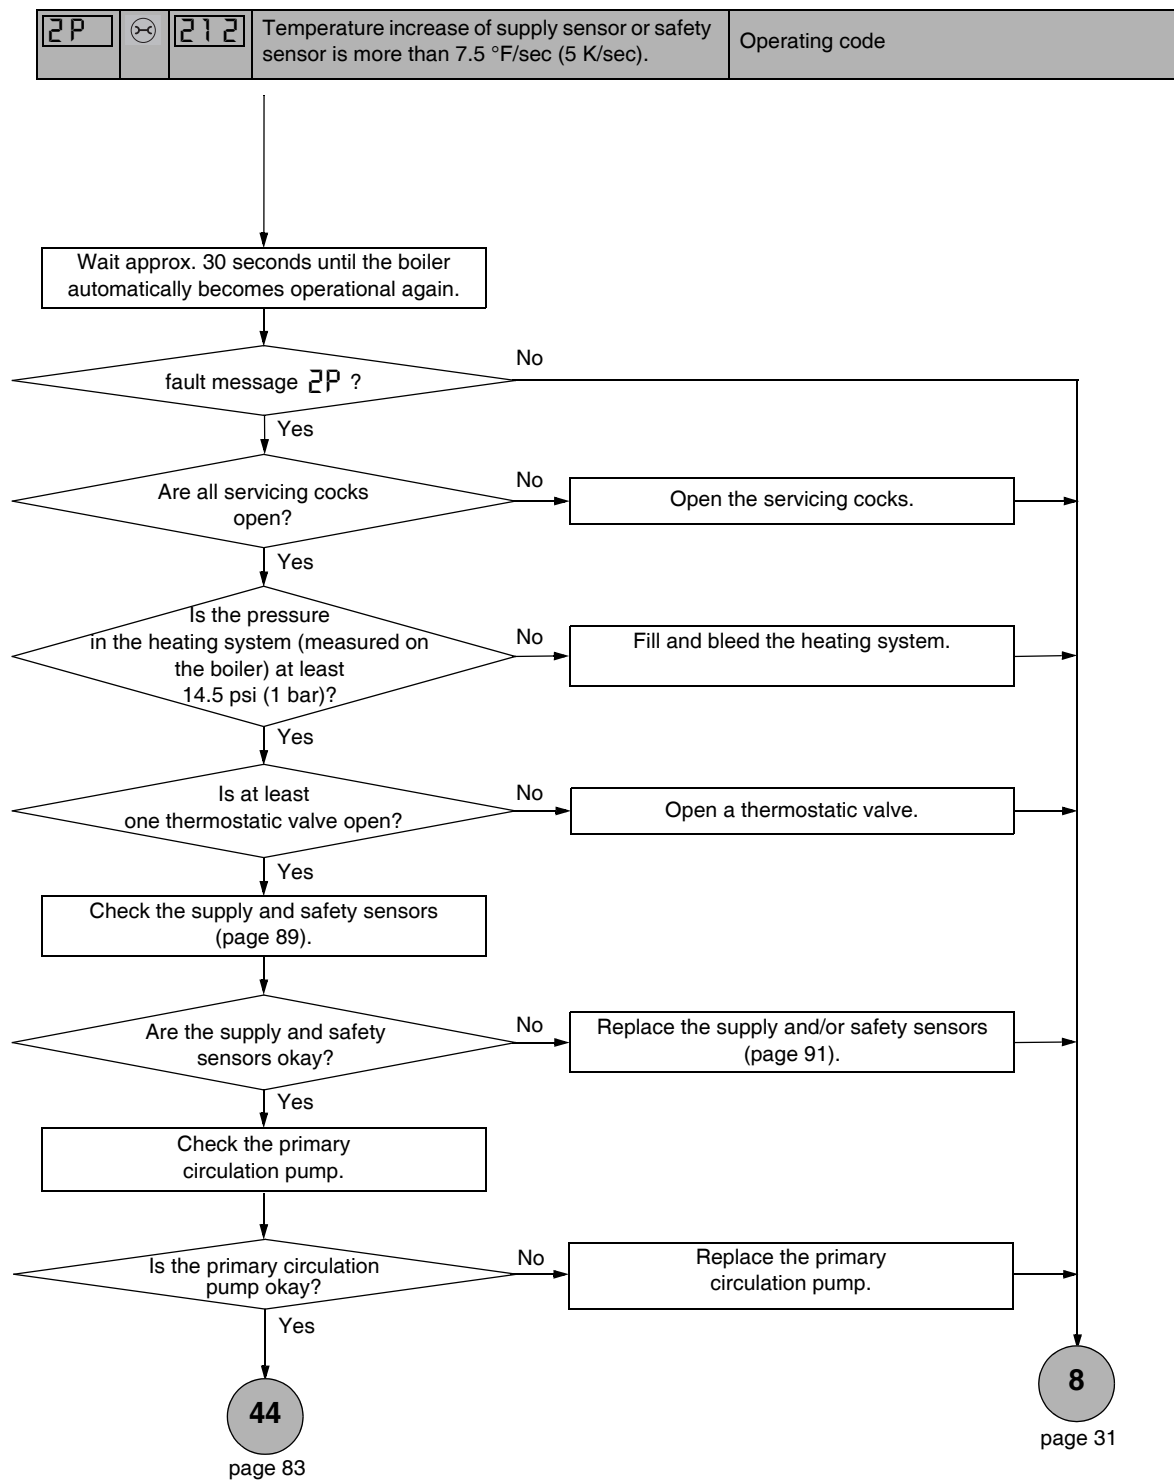 2P 212 Temperature increase of supply sensor or safety
sensor is more than 7.5 °F/sec (5 K/sec).
Operating code
Wait approx. 30 seconds until the boiler
automatically becomes operational again.
No
fault message 2P ?
Yes
No
Are all servicing cocks
open?
Open the servicing cocks.
Yes
Is the pressure
in the heating system (measured on
the boiler) at least
14.5 psi (1 bar)?
No
Fill and bleed the heating system.
Yes
Is at least
one thermostatic valve open?
No
Open a thermostatic valve.
Yes
Check the supply and safety sensors
(page 89).
Are the supply and safety
sensors okay?
No
Replace the supply and/or safety sensors
(page 91).
Yes
Check the primary
circulation pump.
Is the primary circulation
pump okay?
No
Replace the primary
circulation pump.
Yes
44
page 83
8
page 31